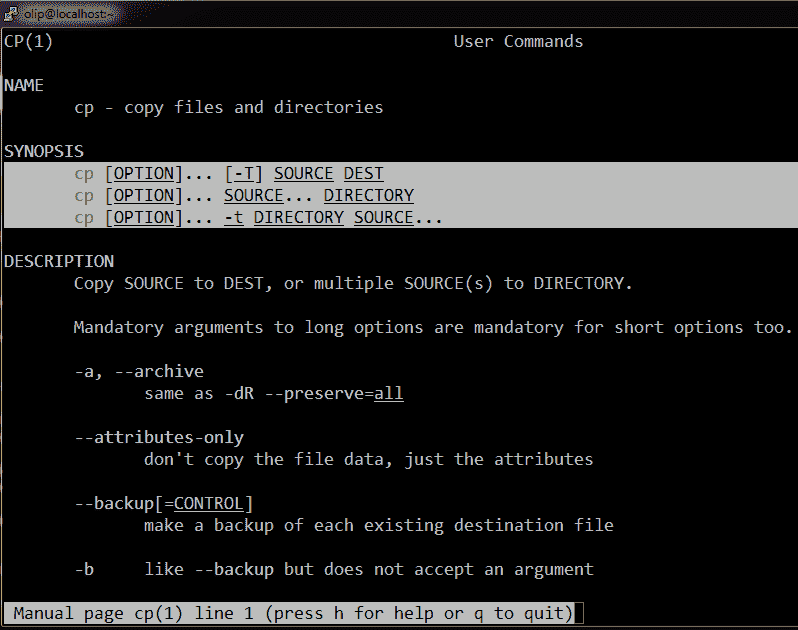 olip@localhost:~
CP(1) User Commands
NAME
cp - copy files and directories
SYNOPSIS
cp [OPTION]... [-T] SOURCE DEST
cp [OPTION]... SOURCE... DIRECTORY
cp [OPTION]... -t DIRECTORY SOURCE...
DESCRIPTION
Copy SOURCE to DEST, or multiple SOURCE(s) to DIRECTORY.
Mandatory arguments to long options are mandatory for short options too.
-a, --archive
same as -dR --preserve=all
--attributes-only
don't copy the file data, just the attributes
--backup[=CONTROL]
make a backup of each existing destination file
-b like --backup but does not accept an argument
Manual page cp(1) line 1 (press h for help or q to quit)